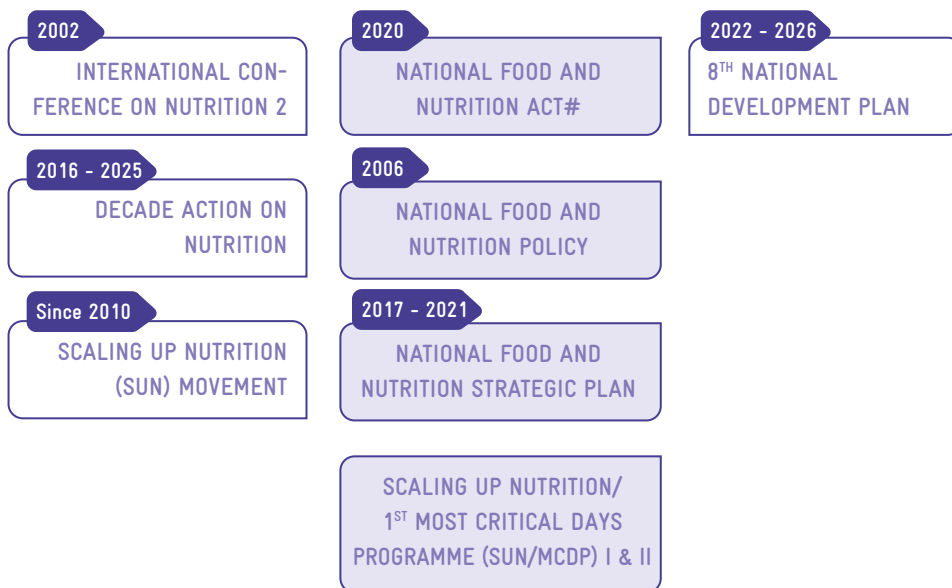 2002
INTERNATIONAL CON-
FERENCE ON NUTRITION 2
2016 - 2025
DECADE ACTION ON
NUTRITION
Since 2010
SCALING UP NUTRITION
(SUN) MOVEMENT
2020
NATIONAL FOOD AND
NUTRITION ACT#
2006
NATIONAL FOOD AND
NUTRITION POLICY
2017 - 2021
NATIONAL FOOD AND
NUTRITION STRATEGIC PLAN
SCALING UP NUTRITION/
1ST MOST CRITICAL DAYS
PROGRAMME (SUN/MCDP) I & II
2022 - 2026
8TH NATIONAL
DEVELOPMENT PLAN